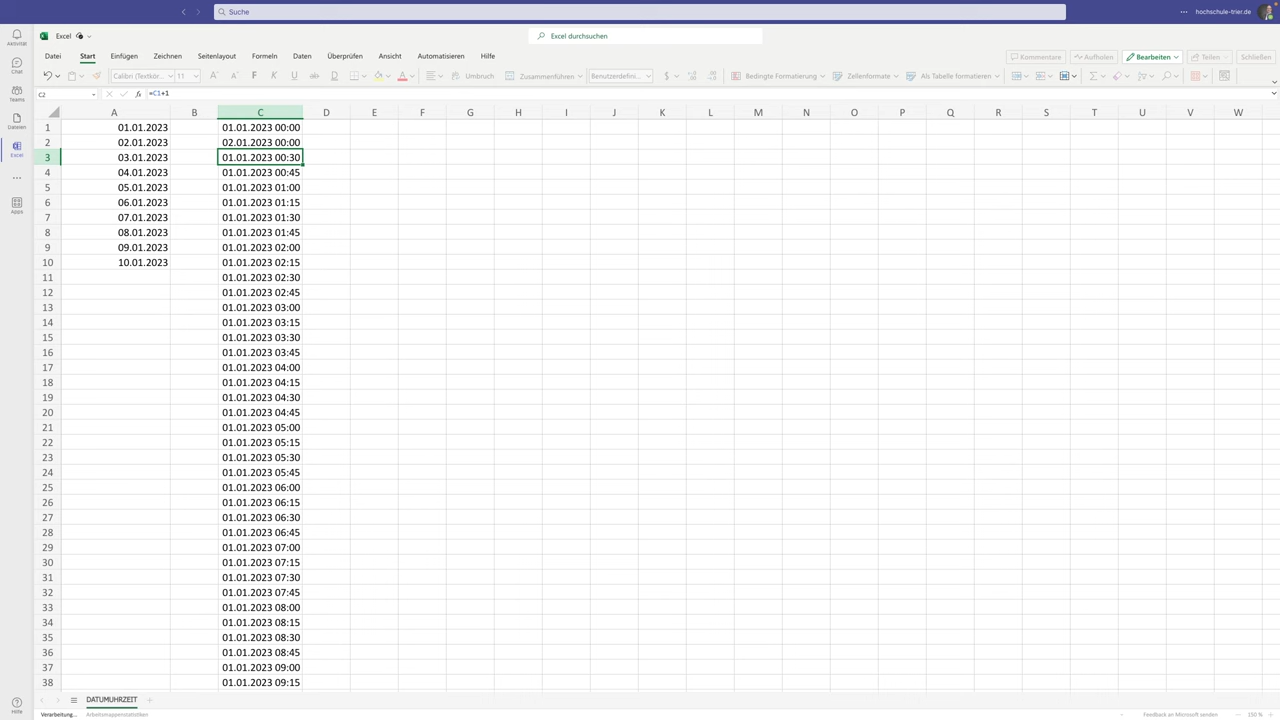 Suche
hochschule-trier.de
Aktivität
Chat
Teams
Dateien
Excel
Apps
Hilfe
Excel
Excel durchsuchen
Datei Start Einfügen Zeichnen Seitenlayout Formeln Daten Überprüfen Ansicht Automatisieren Hilfe
Kommentare Aufholen Bearbeiten Teilen Schließen
Calibri (Textkör... 11 F K U ab A Umbruch Zusammenführen Benutzerdefini... $ Bedingte Formatierung Zellenformate Als Tabelle formatieren
C2 fx =C1+1
A B C D E F G H I J K L M N O P Q R S T U V W
1 01.01.2023 01.01.2023 00:00
2 02.01.2023 02.01.2023 00:00
3 03.01.2023 01.01.2023 00:30
4 04.01.2023 01.01.2023 00:45
5 05.01.2023 01.01.2023 01:00
6 06.01.2023 01.01.2023 01:15
7 07.01.2023 01.01.2023 01:30
8 08.01.2023 01.01.2023 01:45
9 09.01.2023 01.01.2023 02:00
10 10.01.2023 01.01.2023 02:15
11 01.01.2023 02:30
12 01.01.2023 02:45
13 01.01.2023 03:00
14 01.01.2023 03:15
15 01.01.2023 03:30
16 01.01.2023 03:45
17 01.01.2023 04:00
18 01.01.2023 04:15
19 01.01.2023 04:30
20 01.01.2023 04:45
21 01.01.2023 05:00
22 01.01.2023 05:15
23 01.01.2023 05:30
24 01.01.2023 05:45
25 01.01.2023 06:00
26 01.01.2023 06:15
27 01.01.2023 06:30
28 01.01.2023 06:45
29 01.01.2023 07:00
30 01.01.2023 07:15
31 01.01.2023 07:30
32 01.01.2023 07:45
33 01.01.2023 08:00
34 01.01.2023 08:15
35 01.01.2023 08:30
36 01.01.2023 08:45
37 01.01.2023 09:00
38 01.01.2023 09:15
DATUMUHRZEIT
Verarbeitung... Arbeitsmappenstatistiken Feedback an Microsoft senden 150 %